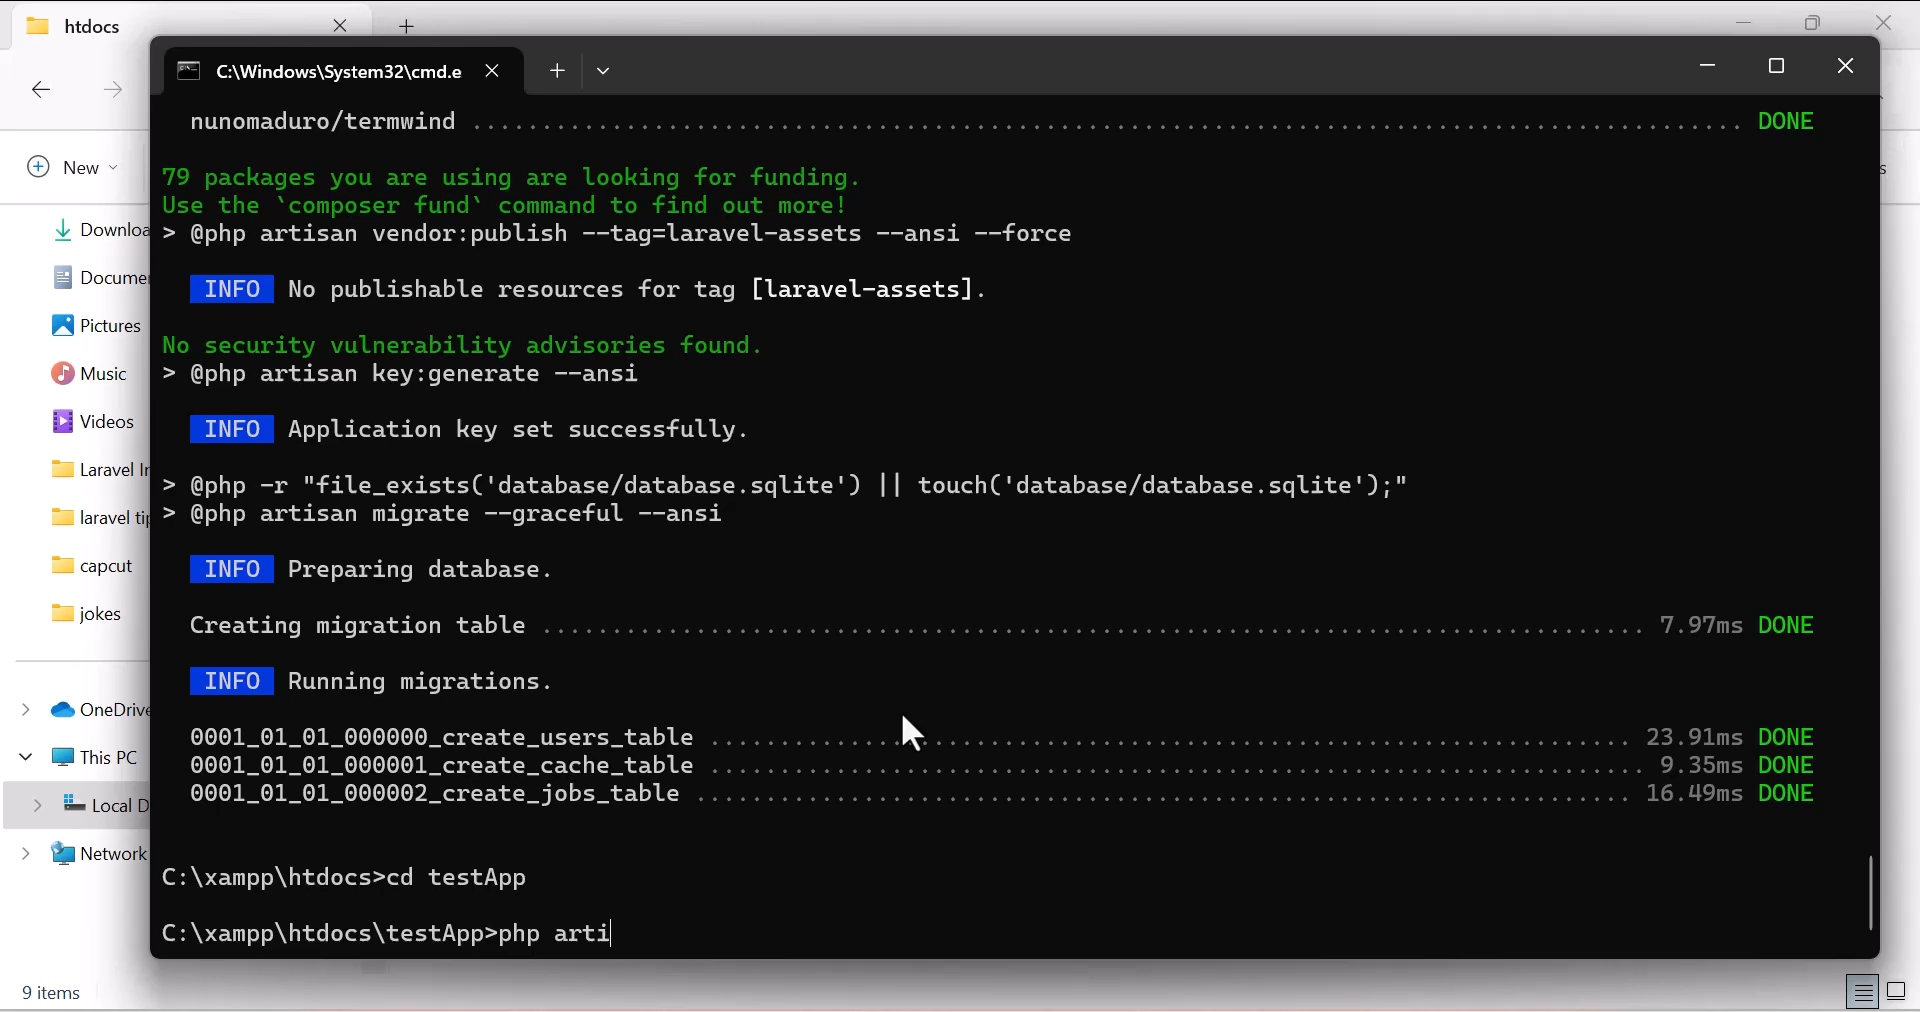 htdocs
C:\Windows\System32\cmd.e
nunomaduro/termwind ........................................................................................... DONE
79 packages you are using are looking for funding.
Use the `composer fund` command to find out more!
> @php artisan vendor:publish --tag=laravel-assets --ansi --force
INFO No publishable resources for tag [laravel-assets].
No security vulnerability advisories found.
> @php artisan key:generate --ansi
INFO Application key set successfully.
> @php -r "file_exists('database/database.sqlite') || touch('database/database.sqlite');"
> @php artisan migrate --graceful --ansi
INFO Preparing database.
Creating migration table ............................................................................... 7.97ms DONE
INFO Running migrations.
0001_01_01_000000_create_users_table .................................................................. 23.91ms DONE
0001_01_01_000001_create_cache_table ................................................................... 9.35ms DONE
0001_01_01_000002_create_jobs_table ................................................................... 16.49ms DONE
C:\xampp\htdocs>cd testApp
C:\xampp\htdocs\testApp>php arti
New
Downloa
Docume
Pictures
Music
Videos
Laravel
laravel
capcut
jokes
OneDrive
This PC
Local D
Network
9 items